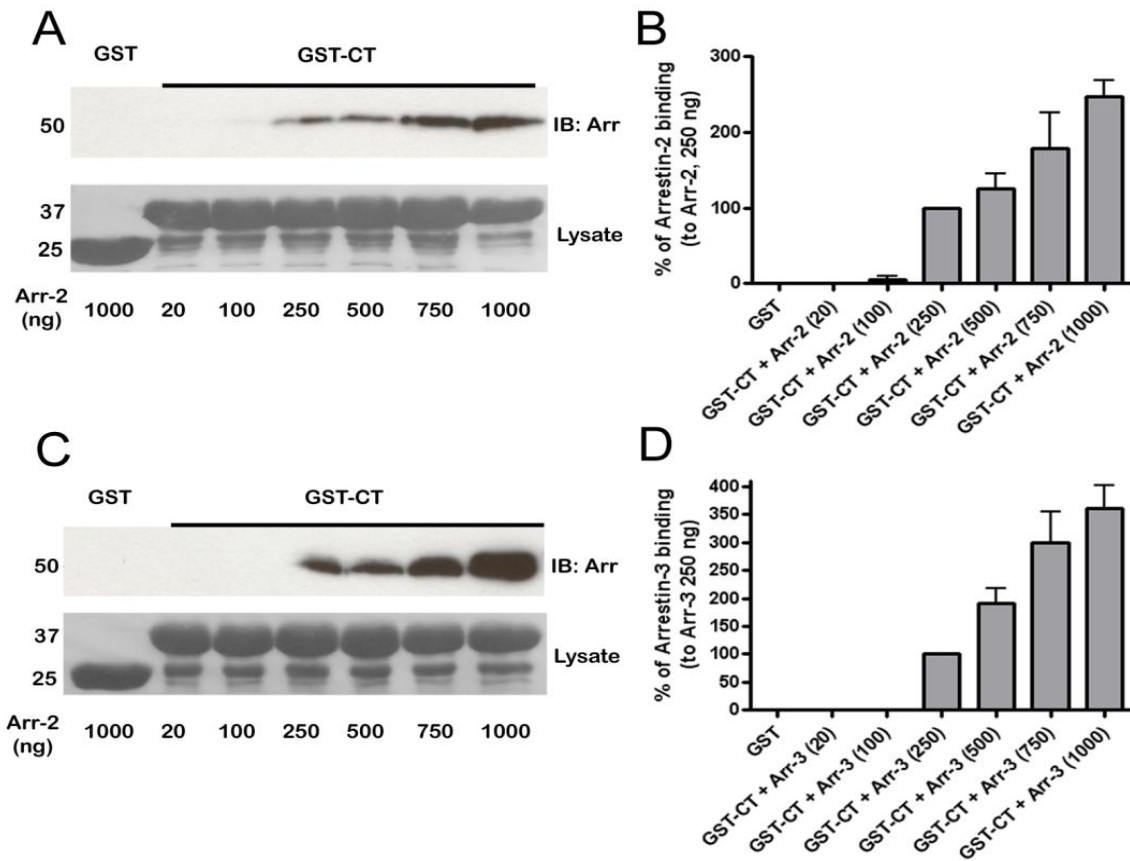 A
GST GST-CT
50 IB: Arr
37
25 Lysate
Arr-2 (ng) 1000 20 100 250 500 750 1000
B
% of Arrestin-2 binding
(to Arr-2, 250 ng)
300
200
100
0
GST
GST-CT + Arr-2 (20)
GST-CT + Arr-2 (100)
GST-CT + Arr-2 (250)
GST-CT + Arr-2 (500)
GST-CT + Arr-2 (750)
GST-CT + Arr-2 (1000)
C
GST GST-CT
50 IB: Arr
37
25 Lysate
Arr-2 (ng) 1000 20 100 250 500 750 1000
D
% of Arrestin-3 binding
(to Arr-3 250 ng)
400
350
300
250
200
150
100
50
0
GST
GST-CT + Arr-3 (20)
GST-CT + Arr-3 (100)
GST-CT + Arr-3 (250)
GST-CT + Arr-3 (500)
GST-CT + Arr-3 (750)
GST-CT + Arr-3 (1000)